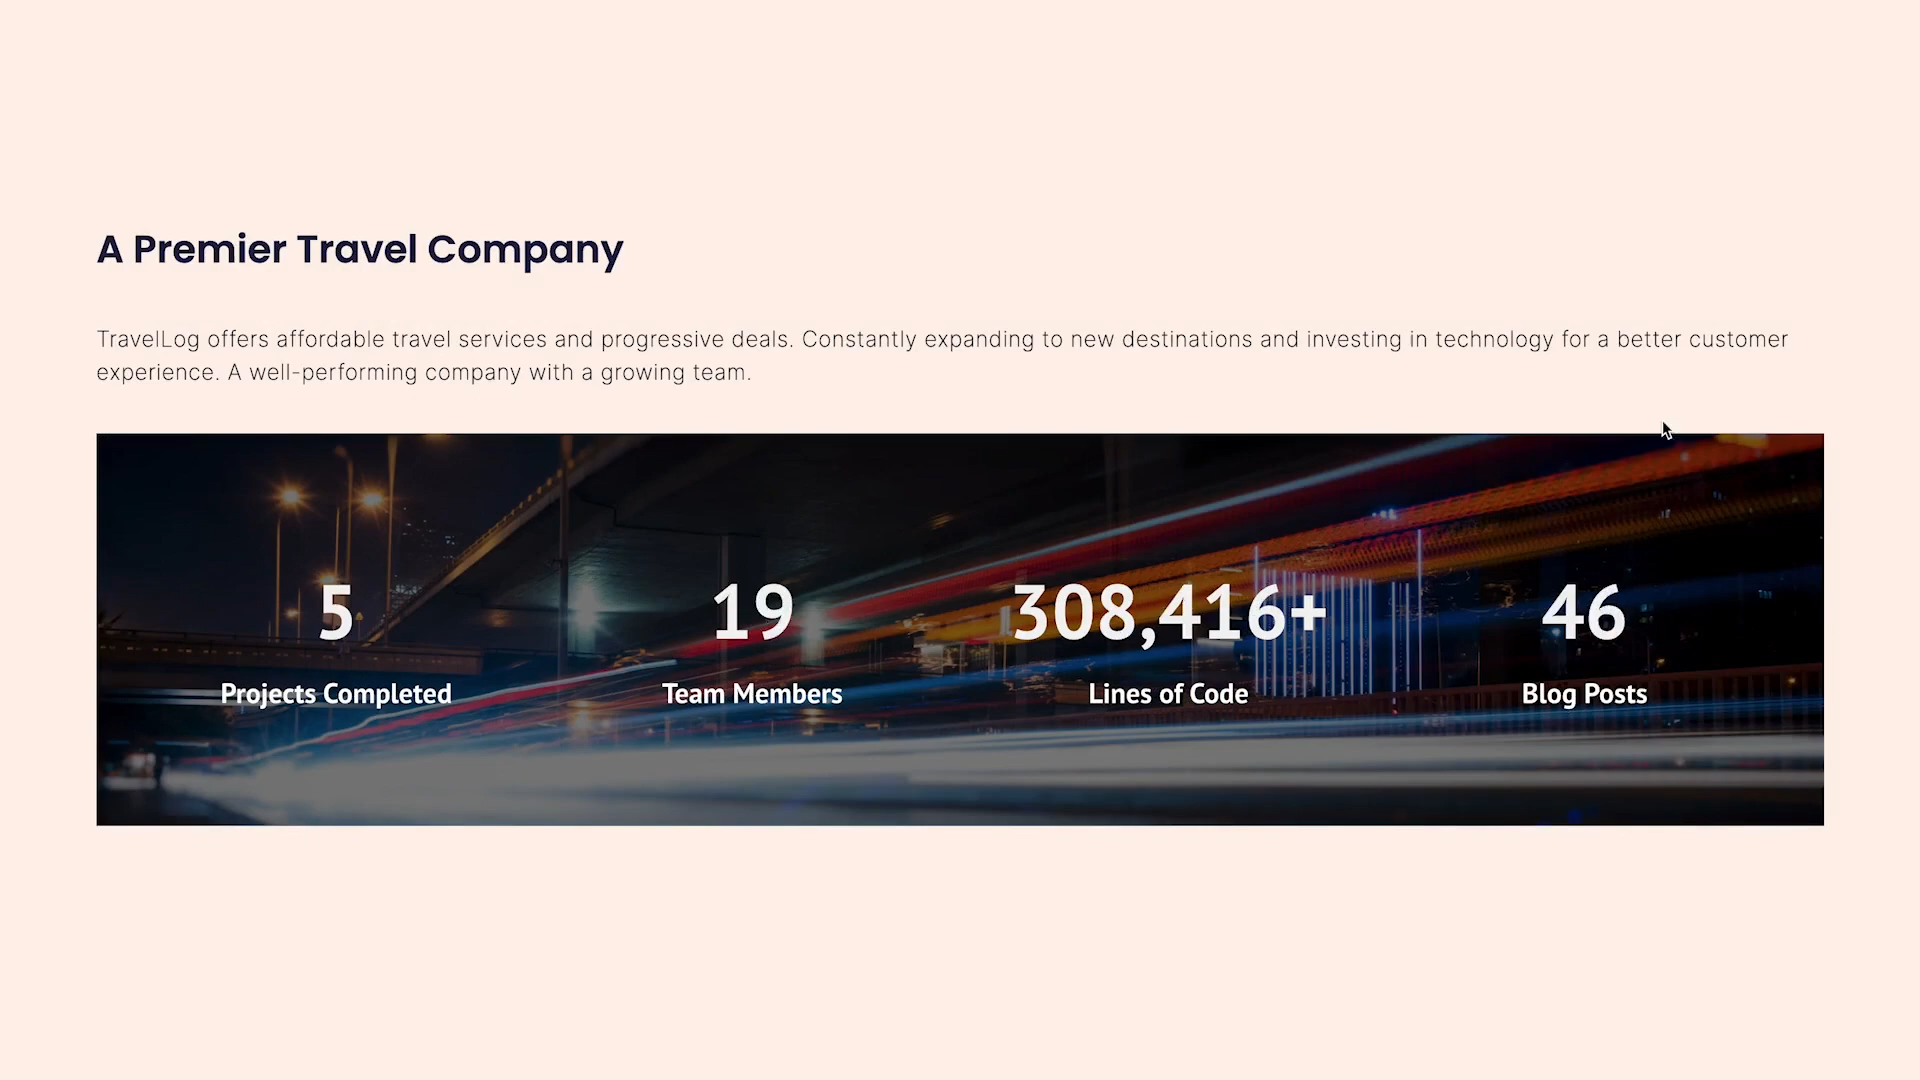 A Premier Travel Company
TravelLog offers affordable travel services and progressive deals. Constantly expanding to new destinations and investing in technology for a better customer
experience. A well-performing company with a growing team.
5
19
308,416+
46
Projects Completed
Team Members
Lines of Code
Blog Posts